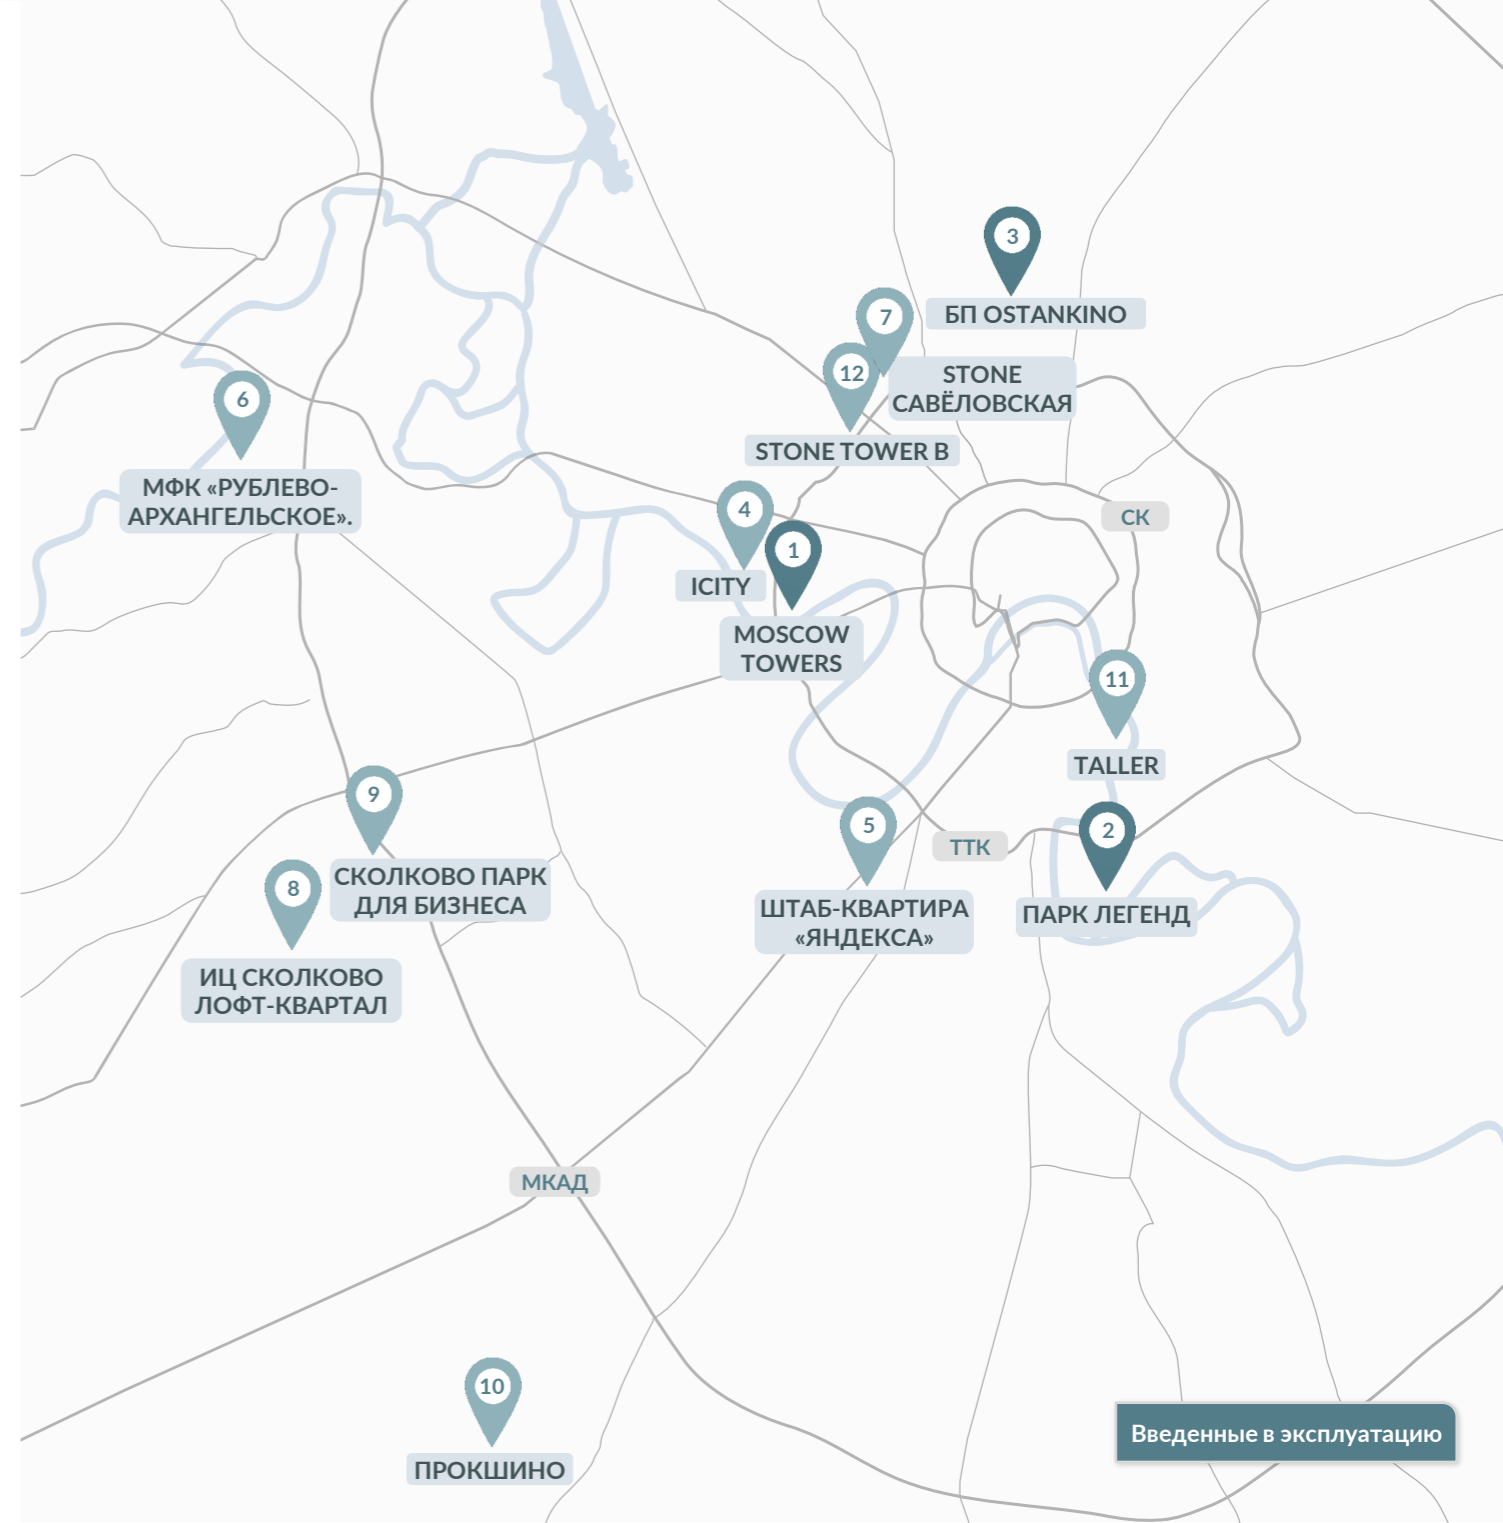 3
БП OSTANKINO
7
12
STONE
САВЁЛОВСКАЯ
STONE TOWER B
6
МФК «РУБЛЕВО-
АРХАНГЕЛЬСКОЕ».
4
ICITY
1
MOSCOW
TOWERS
СК
11
TALLER
9
СКОЛКОВО ПАРК
ДЛЯ БИЗНЕСА
8
ИЦ СКОЛКОВО
ЛОФТ-КВАРТАЛ
5
ШТАБ-КВАРТИРА
«ЯНДЕКСА»
ТТК
2
ПАРК ЛЕГЕНД
МКАД
10
ПРОКШИНО
Введенные в эксплуатацию